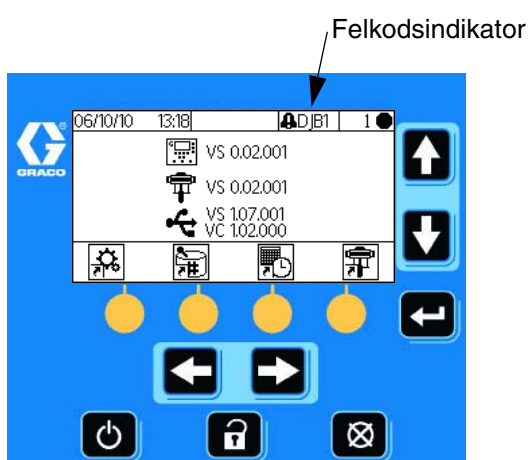 Felkodsindikator
06/10/10 13:18 DJB1 1
GRACO
VS 0.02.001
VS 0.02.001
VS 1.07.001
VC 1.02.000
#